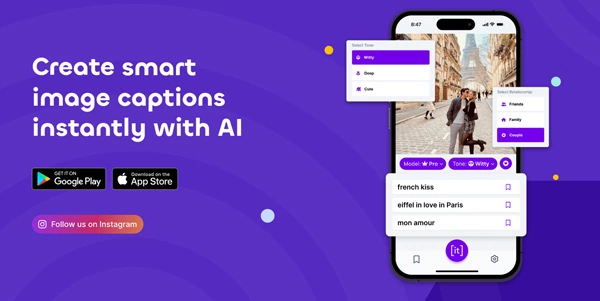 Create smart
image captions
instantly with AI
GET IT ON
Google Play
Download on the
App Store
Follow us on Instagram
8:47
Select Tone:
Witty
Deep
Cute
Select Relationship:
Friends
Family
Couple
Model: Pro
Tone: Witty
french kiss
eiffel in love in Paris
mon amour
[it]